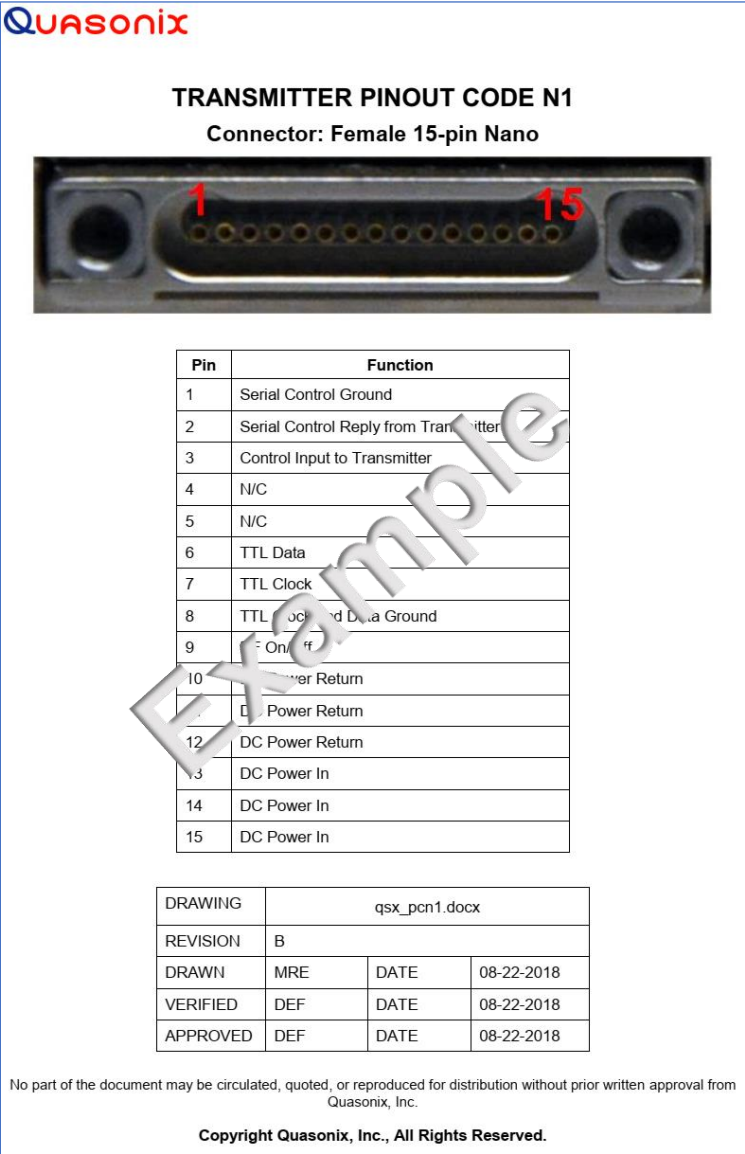 Quasonix
TRANSMITTER PINOUT CODE N1
Connector: Female 15-pin Nano
1 15
Pin Function
1 Serial Control Ground
2 Serial Control Reply from
3 Control Input to Transmitter
4 N/C
5 N/C
6 TTL Data
7 TTL Clock
8 TTL Ground
9 On/
10 Return
DC Power Return
12 DC Power Return
DC Power In
14 DC Power In
15 DC Power In
Example
DRAWING qsx_pcn1.docx
REVISION B
DRAWN MRE DATE 08-22-2018
VERIFIED DEF DATE 08-22-2018
APPROVED DEF DATE 08-22-2018
No part of the document may be circulated, quoted, or reproduced for distribution without prior written approval from
Quasonix, Inc.
Copyright Quasonix, Inc., All Rights Reserved.